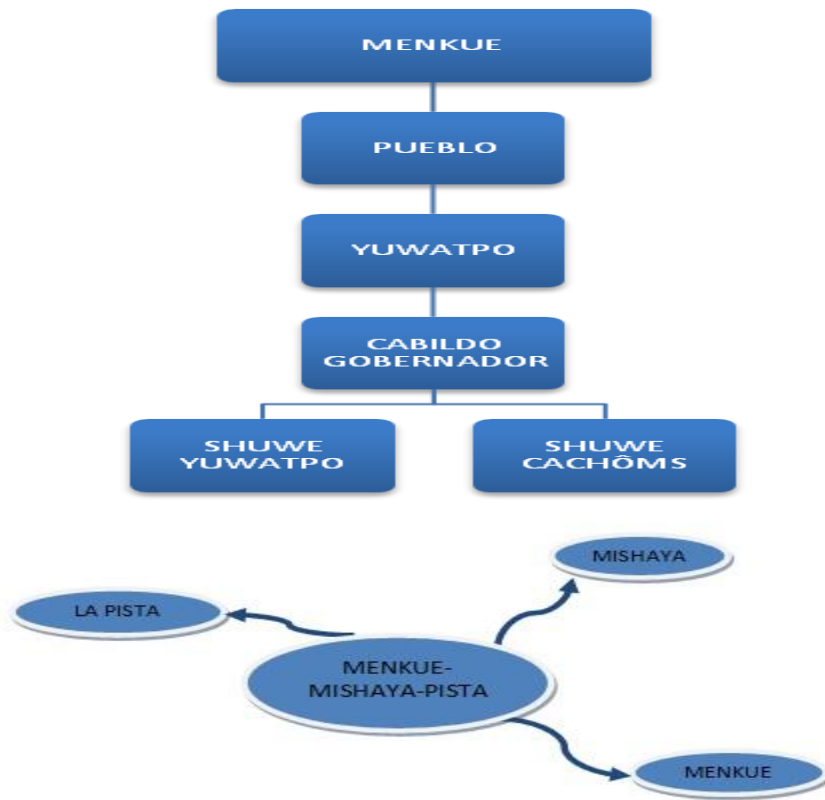 MENKUE
PUEBLO
YUWATPO
CABILDO
GOBERNADOR
SHUWE
YUWATPO
SHUWE
CACHÔMS
MISHAYA
LA PISTA
MENKUE-
MISHAYA-PISTA
MENKUE